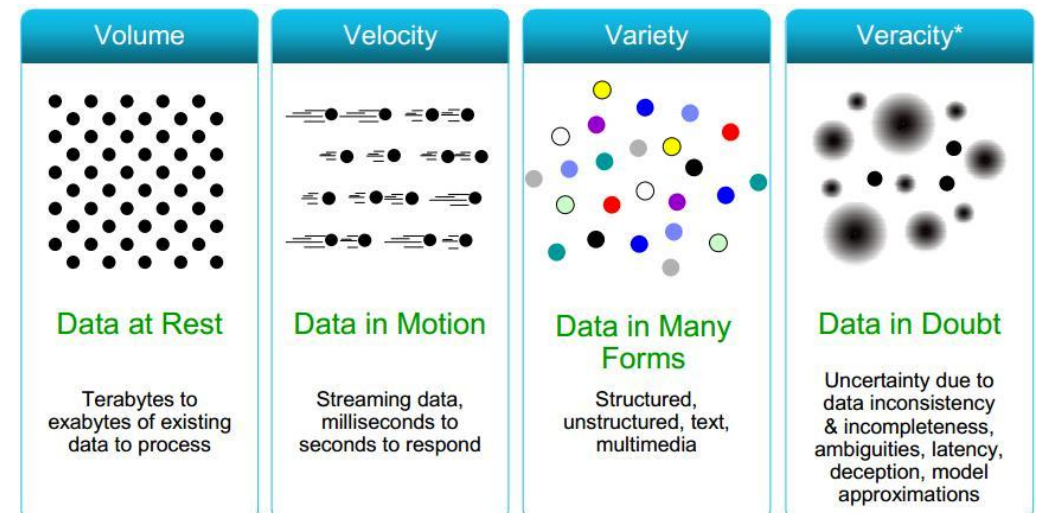 Volume
Data at Rest
Terabytes to
exabytes of existing
data to process
Velocity
Data in Motion
Streaming data,
milliseconds to
seconds to respond
Variety
Data in Many
Forms
Structured,
unstructured, text,
multimedia
Veracity*
Data in Doubt
Uncertainty due to
data inconsistency
& incompleteness,
ambiguities, latency,
deception, model
approximations